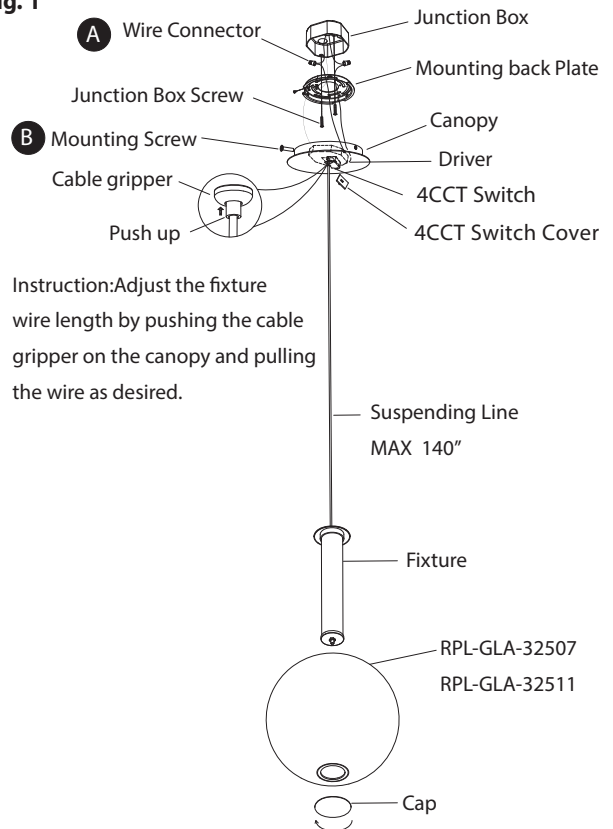 ig. 1
A Wire Connector
Junction Box
Mounting back Plate
Junction Box Screw
Canopy
B Mounting Screw
Driver
Cable gripper
4CCT Switch
Push up
4CCT Switch Cover
Instruction:Adjust the fixture
wire length by pushing the cable
gripper on the canopy and pulling
the wire as desired.
Suspending Line
MAX 140"
Fixture
RPL-GLA-32507
RPL-GLA-32511
Cap